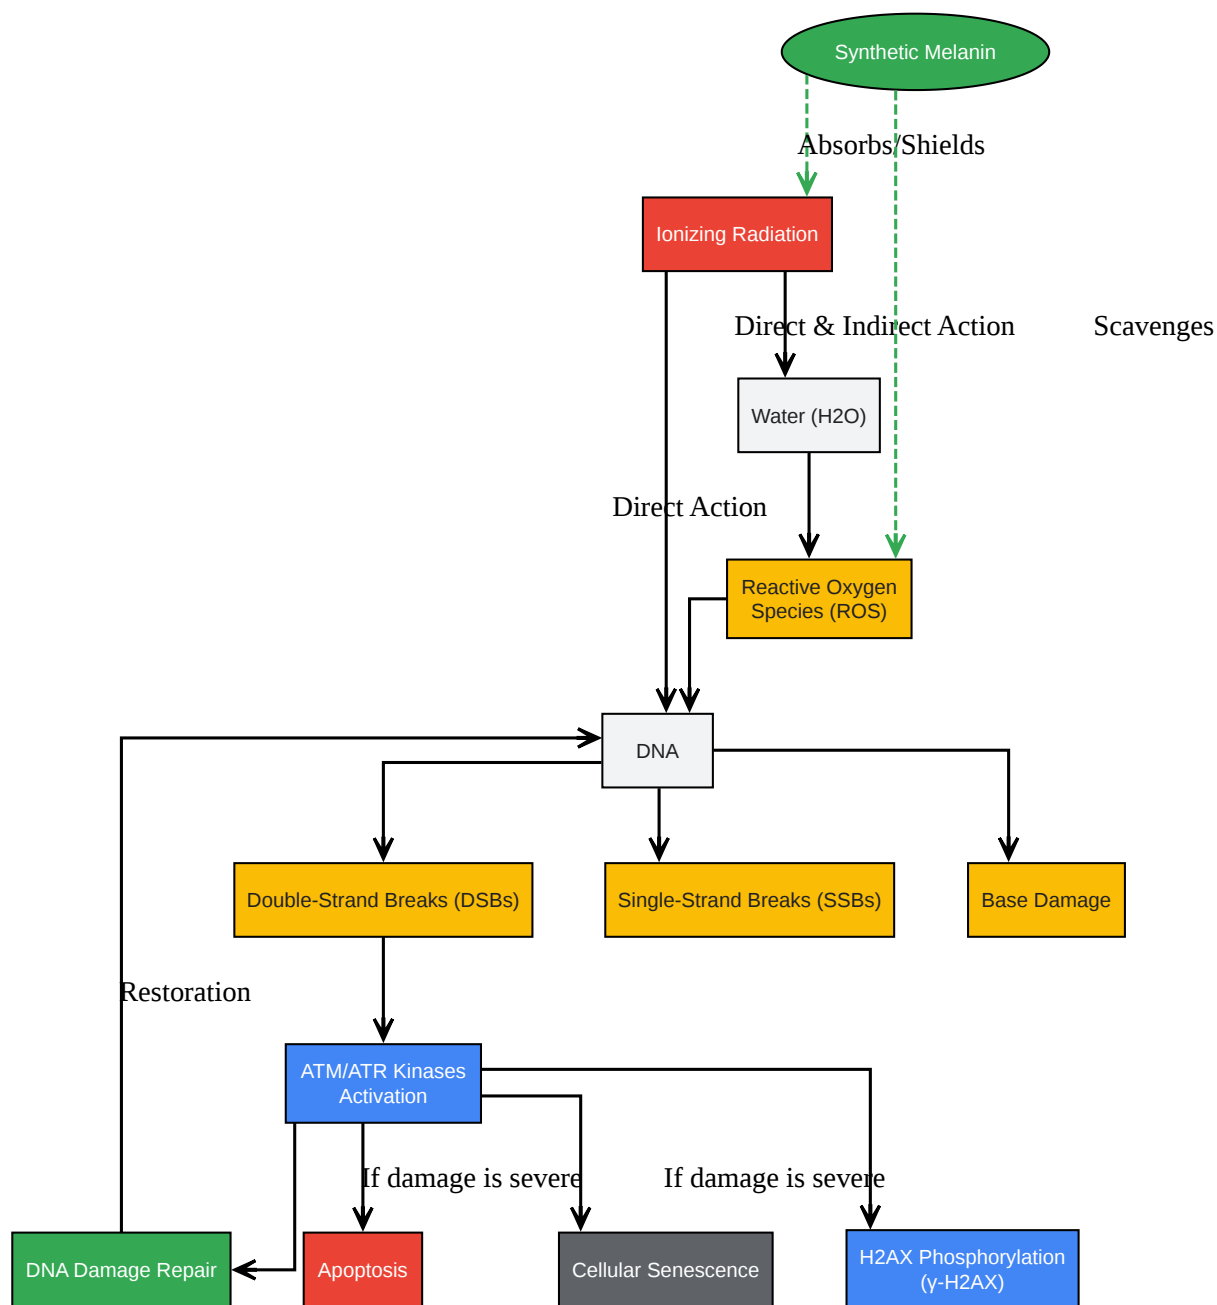 Synthetic Melanin
Absorbs/Shields
Ionizing Radiation
Direct & Indirect Action
Scavenges
Water (H2O)
Direct Action
Reactive Oxygen
Species (ROS)
DNA
Double-Strand Breaks (DSBs)
Single-Strand Breaks (SSBs)
Base Damage
Restoration
ATM/ATR Kinases
Activation
If damage is severe
If damage is severe
DNA Damage Repair
Apoptosis
Cellular Senescence
H2AX Phosphorylation
(γ-H2AX)